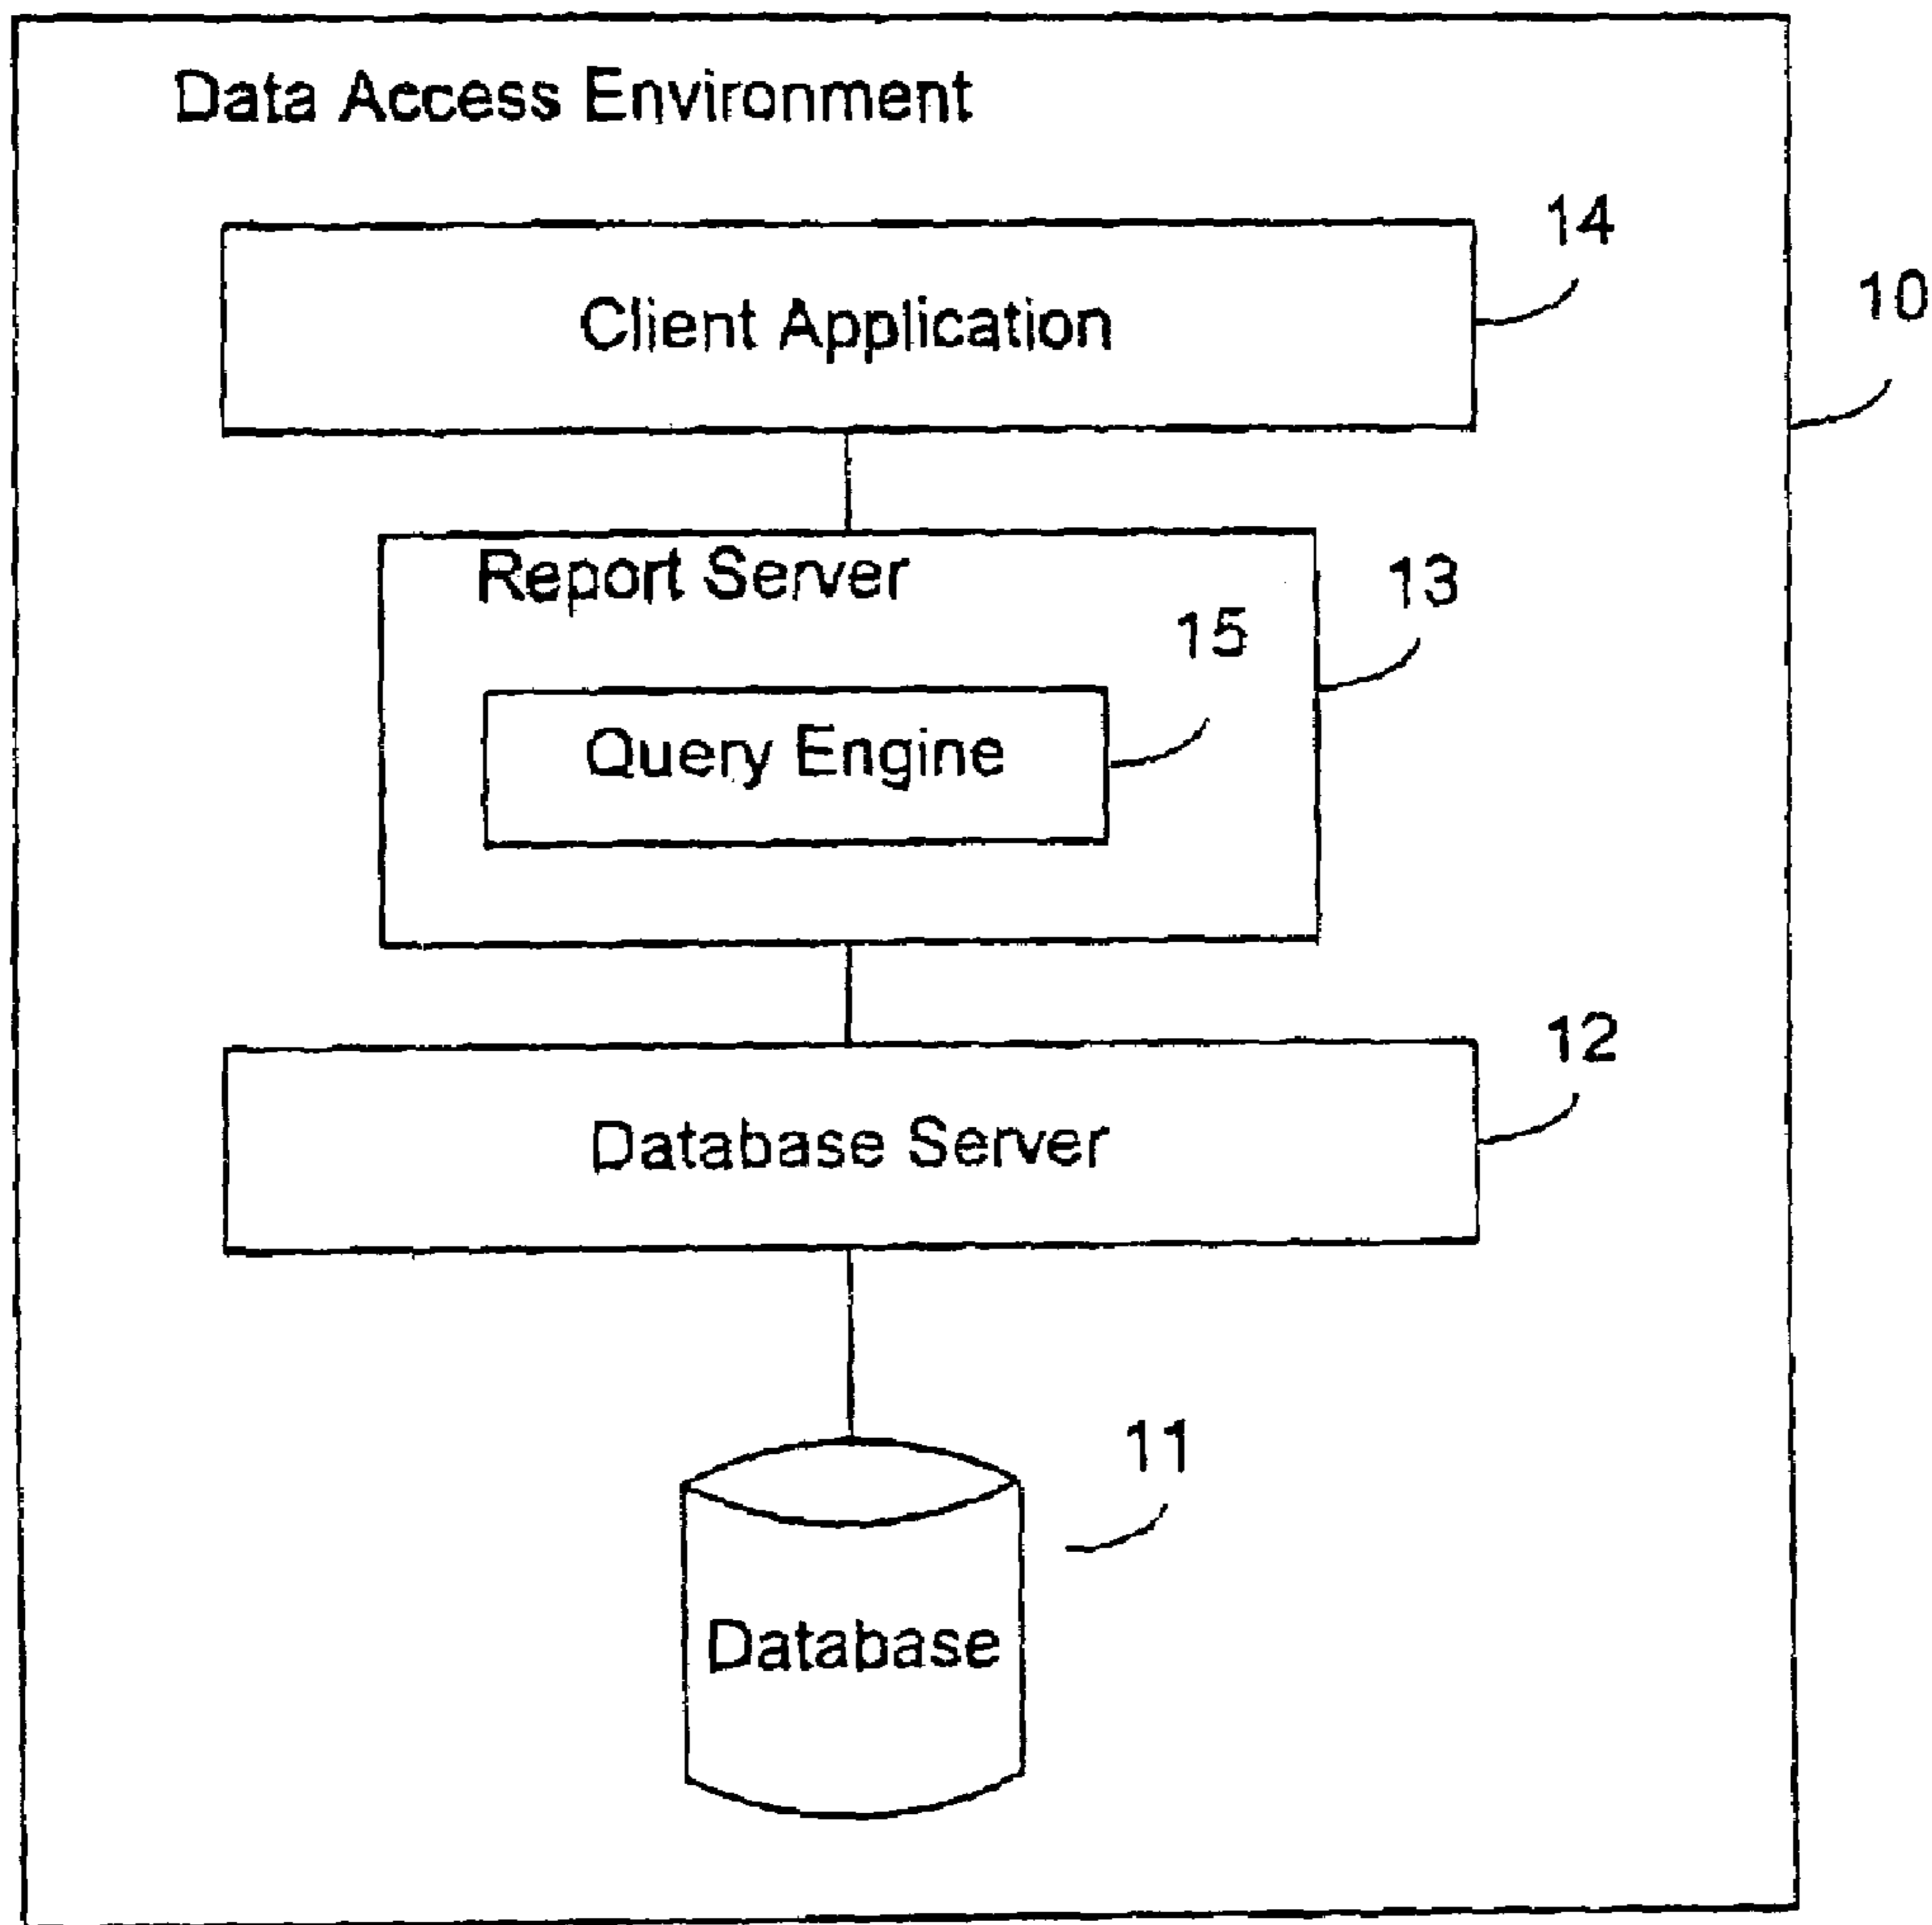 Data Access Environment
14
10
Client Application
Report Server
13
15
Query Engine
12
Database Server
11
Database